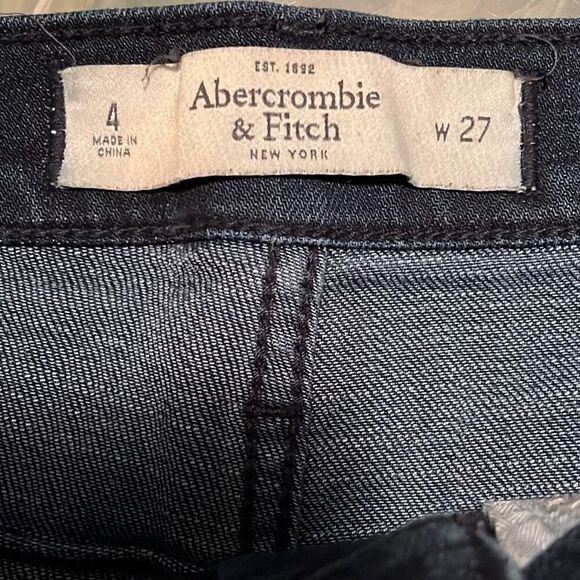 4
MADE IN
CHINA
EST. 1892
Abercrombie
& Fitch
NEW YORK
W 27